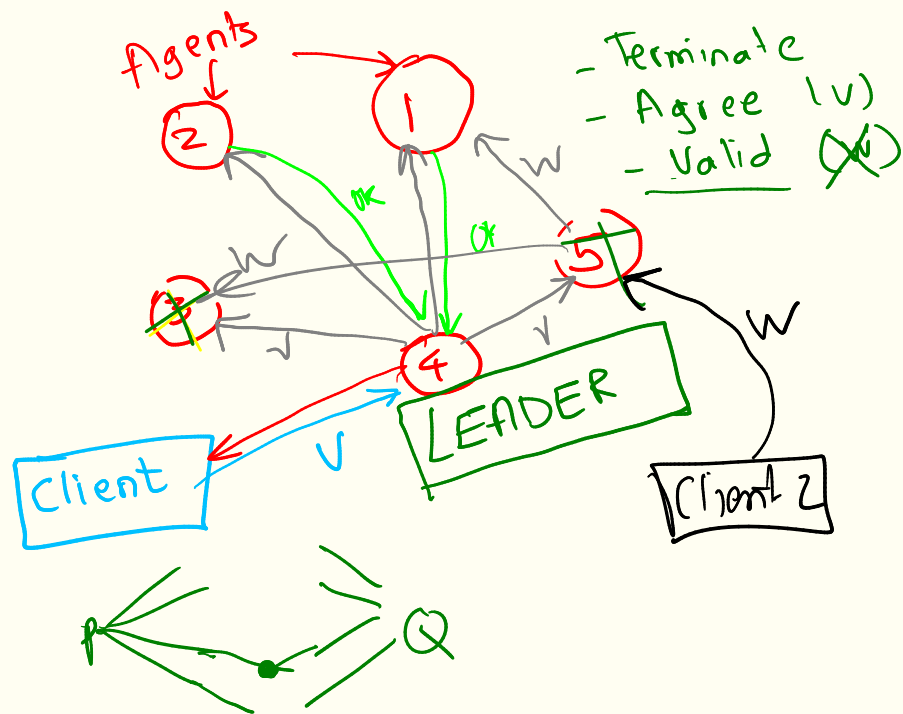 Agents
- Terminate
- Agree (v)
- Valid
2
1
W
OK
OK
W
5
3
V
V
W
4
LEADER
V
Client
Client 2
P
Q